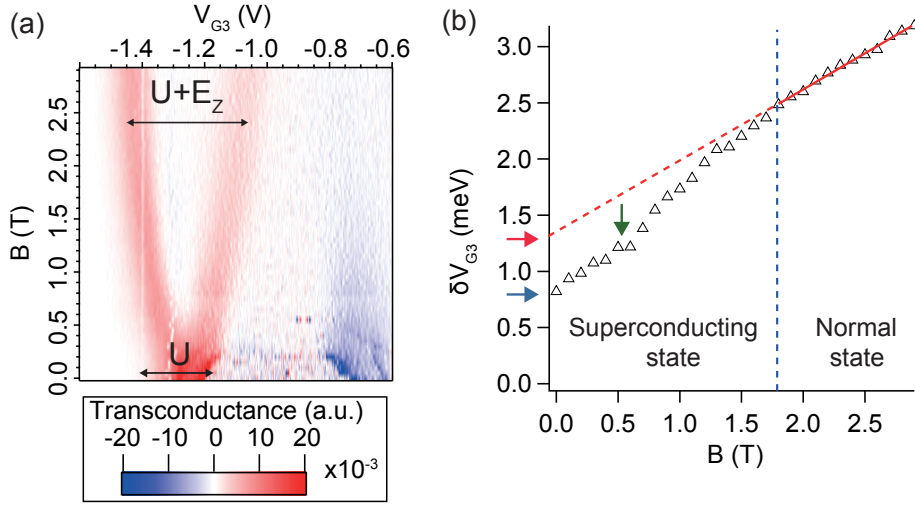 (a)
V_G3 (V)
-1.4 -1.2 -1.0 -0.8 -0.6
B (T)
2.5
2.0
1.5
1.0
0.5
0.0
U+E_Z
U
Transconductance (a.u.)
-20 -10 0 10 20
x10⁻³
(b)
δV_G3 (meV)
3.0
2.5
2.0
1.5
1.0
0.5
0.0
Superconducting
state
Normal
state
0.0 0.5 1.0 1.5 2.0 2.5
B (T)